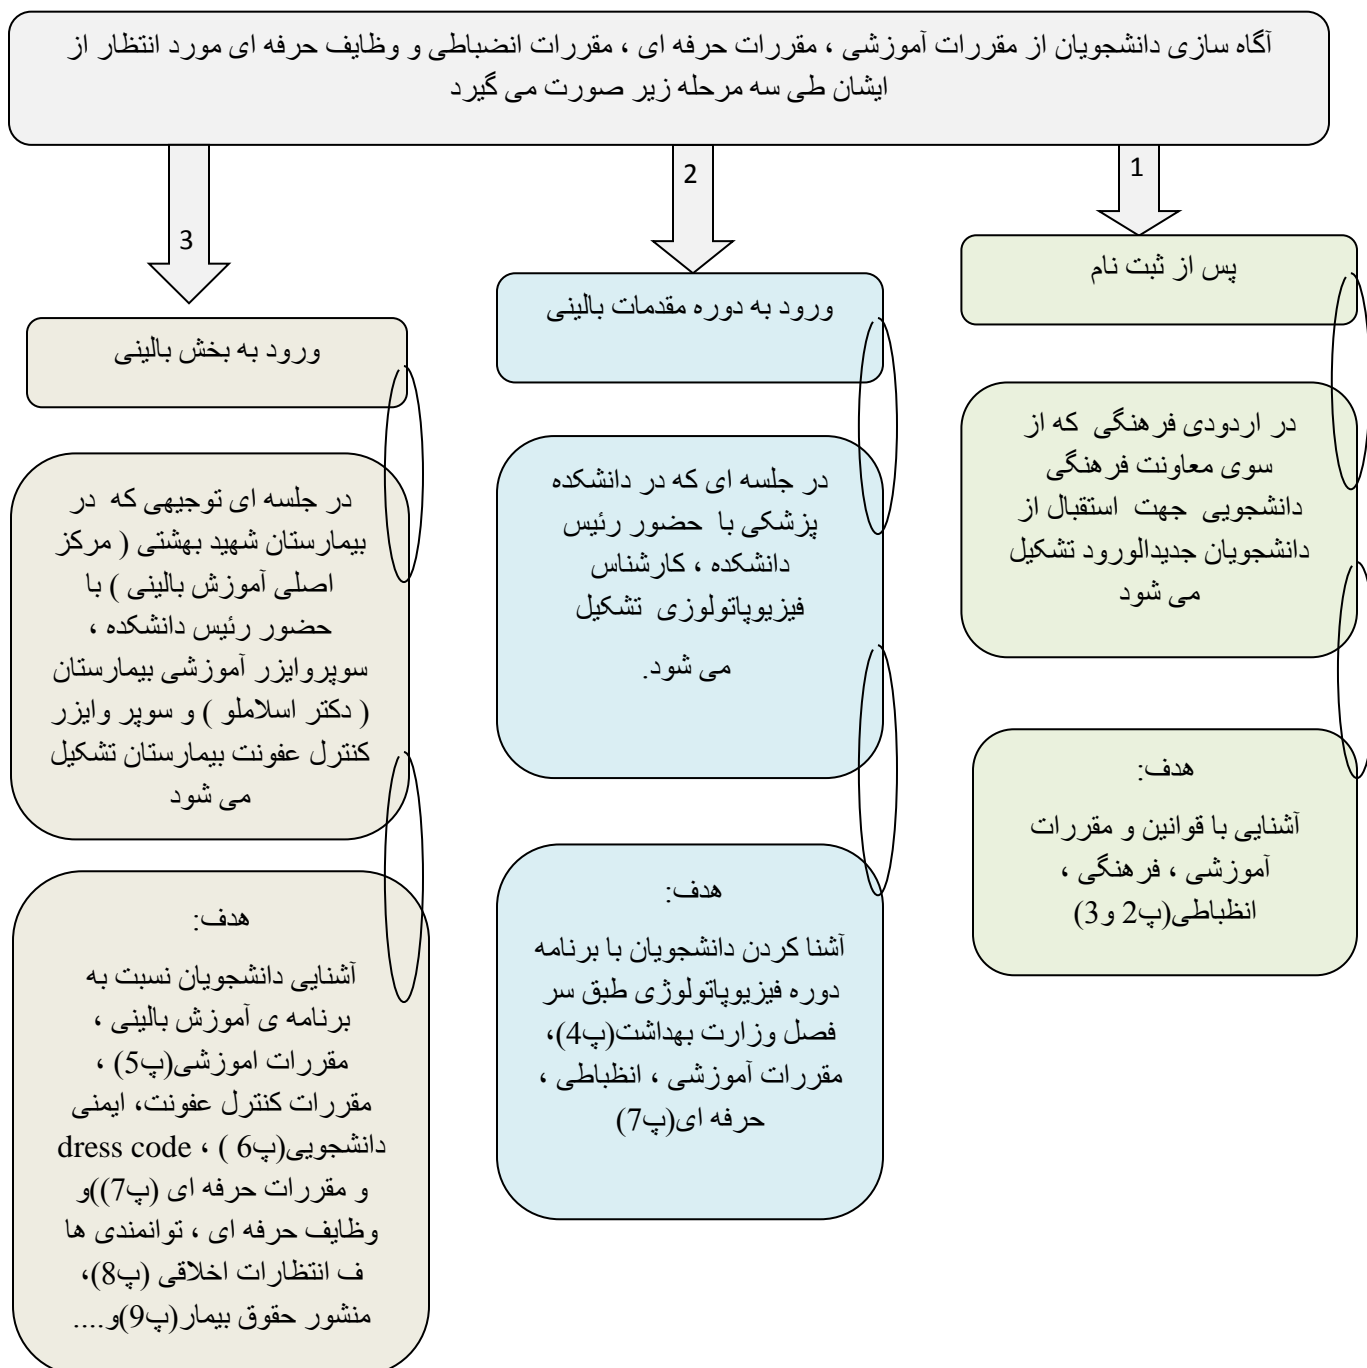 آگاه سازی دانشجویان از مقررات آموزشی ، مقررات حرفه ای ، مقررات انضباطی و وظایف حرفه ای مورد انتظار از
ایشان طی سه مرحله زیر صورت می گیرد
1
پس از ثبت نام
در اردودی فرهنگی که از
سوی معاونت فرهنگی
دانشجویی جهت استقبال از
دانشجویان جدیدالورود تشکیل
می شود
هدف:
آشنایی با قوانین و مقررات
آموزشی ، فرهنگی ،
انظباطی(پ2 و3)
2
ورود به دوره مقدمات بالینی
در جلسه ای که در دانشکده
پزشکی با حضور رئیس
دانشکده ، کارشناس
فیزیوپاتولوزی تشکیل
می شود.
هدف:
آشنا کردن دانشجویان با برنامه
دوره فیزیوپاتولوژی طبق سر
فصل وزارت بهداشت(پ4)،
مقررات آموزشی ، انظباطی ،
حرفه ای(پ7)
3
ورود به بخش بالینی
در جلسه ای توجیهی که در
بیمارستان شهید بهشتی ( مرکز
اصلی آموزش بالینی ) با
حضور رئیس دانشکده ،
سوپروایزر آموزشی بیمارستان
( دکتر اسلاملو ) و سوپر وایزر
کنترل عفونت بیمارستان تشکیل
می شود
هدف:
آشنایی دانشجویان نسبت به
برنامه ی آموزش بالینی ،
مقررات اموزشی(پ5) ،
مقررات کنترل عفونت، ایمنی
دانشجویی(پ6 ) ، dress code
و مقررات حرفه ای (پ7))و
وظایف حرفه ای ، توانمندی ها
ف انتظارات اخلاقی (پ8)،
منشور حقوق بیمار(پ9)و....